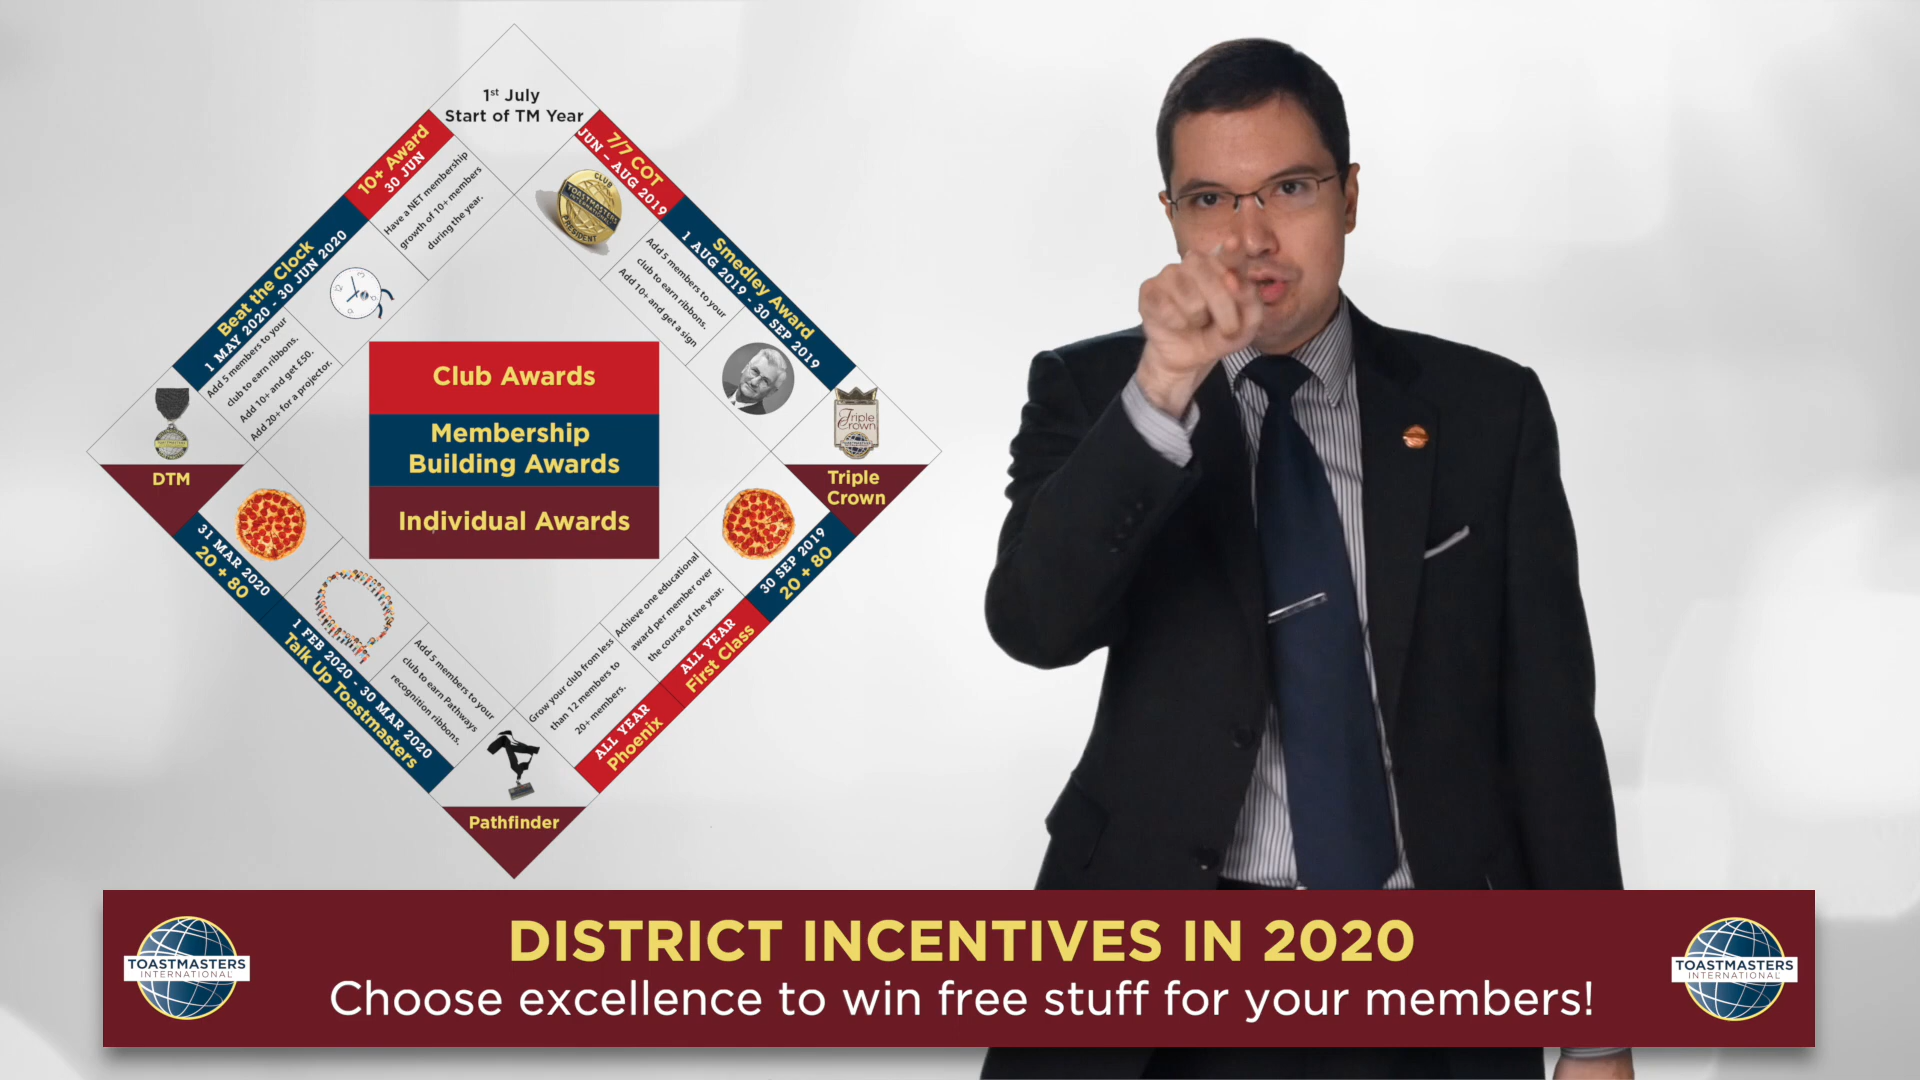 1st July
Start of TM Year
7/7 COT
JUN – AUG 2019
CLUB
TOASTMASTERS
INTERNATIONAL
PRESIDENT
Smedley Award
1 AUG 2019 - 30 SEP 2019
Add 5 members to your
club to earn ribbons.
Add 10+ and get a sign
Triple
Crown
Triple
Crown
30 SEP 2019
20 + 80
ALL YEAR
First Class
Achieve one educational
award per member over
the course of the year.
ALL YEAR
Phoenix
Grow your club from less
than 12 members to
20+ members.
Pathfinder
1 FEB 2020 - 30 MAR 2020
Talk Up Toastmasters
Add 5 members to your
club to earn Pathways
recognition ribbons.
31 MAR 2020
20 + 80
DTM
Beat the Clock
1 MAY 2020 - 30 JUN 2020
Add 5 members to your
club to earn ribbons.
Add 10+ and get £50.
Add 20+ for a projector.
10+ Award
30 JUN
Have a NET membership
growth of 10+ members
during the year.
Club Awards
Membership
Building Awards
Individual Awards
DISTRICT INCENTIVES IN 2020
Choose excellence to win free stuff for your members!
TOASTMASTERS
INTERNATIONAL
TOASTMASTERS
INTERNATIONAL